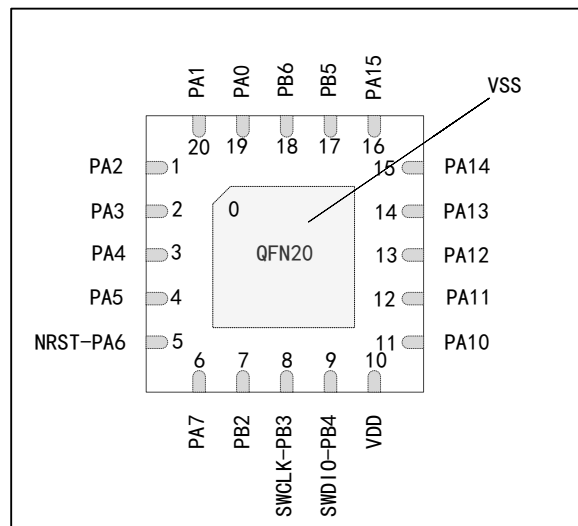 PA1
PA0
PB6
PB5
PA15
VSS
20
19
18
17
16
PA2
1
15
PA14
PA3
2
0
14
PA13
PA4
3
QFN20
13
PA12
PA5
4
12
PA11
NRST-PA6
5
11
PA10
6
7
8
9
10
PA7
PB2
SWCLK-PB3
SWDIO-PB4
VDD